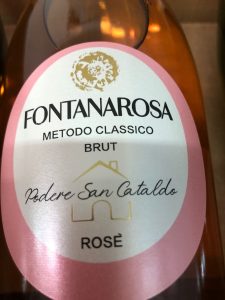 FONTANAROSA
METODO CLASSICO
BRUT
Podere San Cataldo
ROSÈ